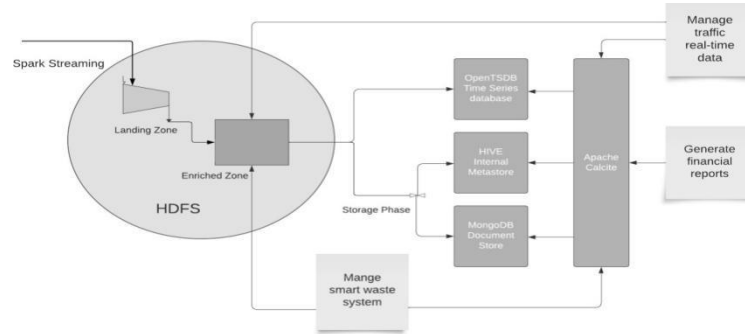 Manage
traffic
real-time
data
Spark Streaming
OpenTSDB
Time Series
database
Landing Zone
HIVE
Internal
Metastore
Apache
Calcite
Generate
financial
reports
Enriched Zone
HDFS
Storage Phase
MongoDB
Document
Store
Mange
smart waste
system